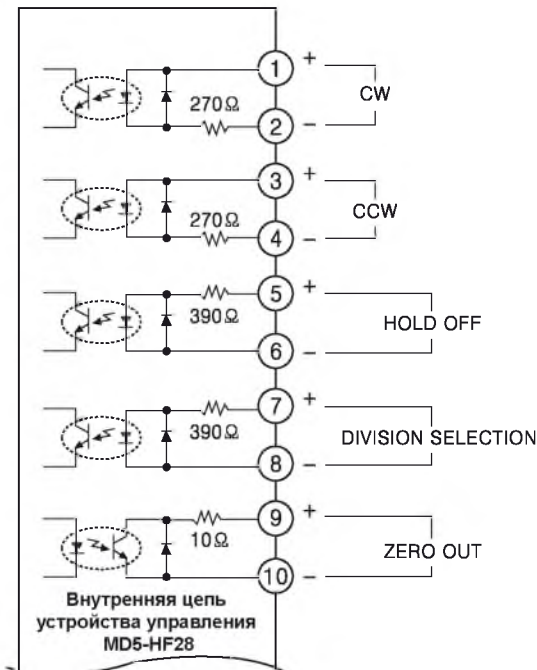 1 +
CW
270Ω
2 −
3 +
CCW
270Ω
4 −
5 +
390Ω
HOLD OFF
6 −
7 +
390Ω
DIVISION SELECTION
8 −
9 +
10Ω
ZERO OUT
10 −
Внутренняя цепь
устройства управления
MD5-HF28